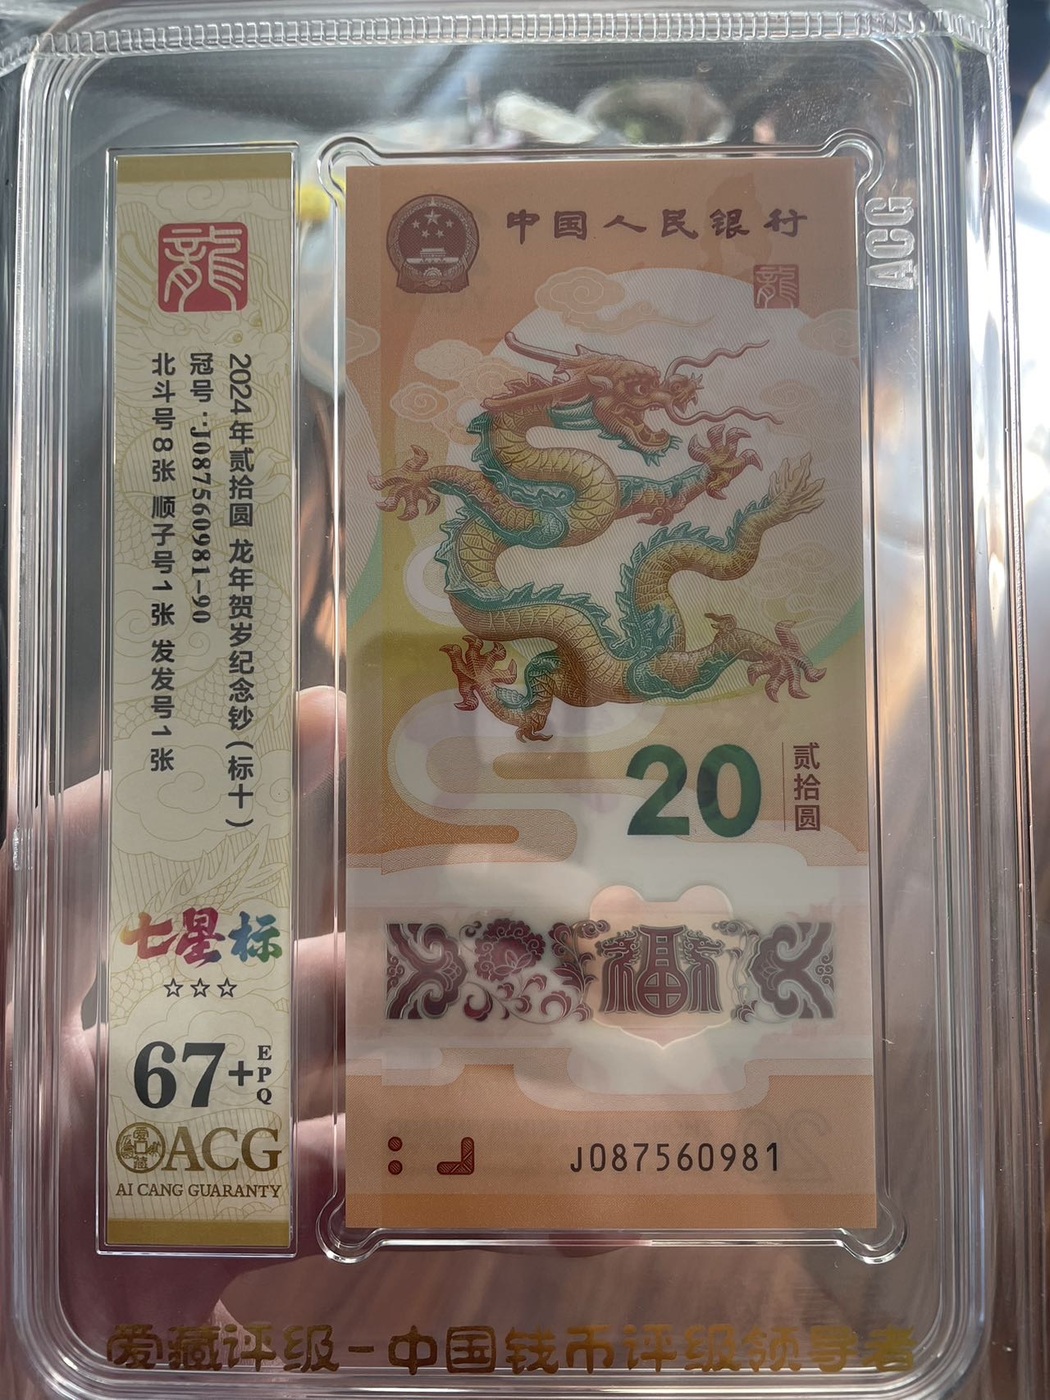 龍
2024年贰拾圆 龙年贺岁纪念钞(标十)
冠号:J087560981-90
北斗号8张 顺子号1张 发发号1张
七星标
☆☆☆
67+EPQ
ACG
AI CANG GUARANTY
中国人民银行
龍
20
贰拾圆
福
J087560981
ACG
爱藏评级-中国钱币评级领导者